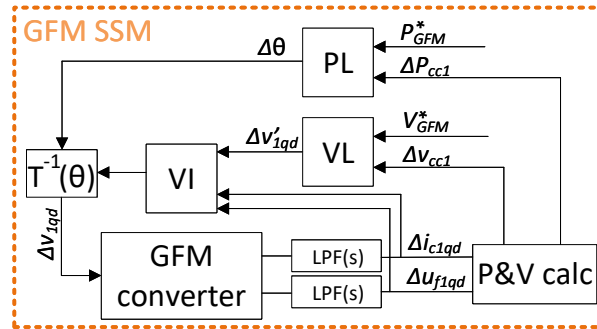 GFM SSM
Δθ
PL
P*GFM
ΔPcc1
Δv'1qd
VL
V*GFM
Δvcc1
T-1(θ)
VI
Δv1qd
GFM
converter
LPF(s)
LPF(s)
Δic1qd
Δuf1qd
P&V calc